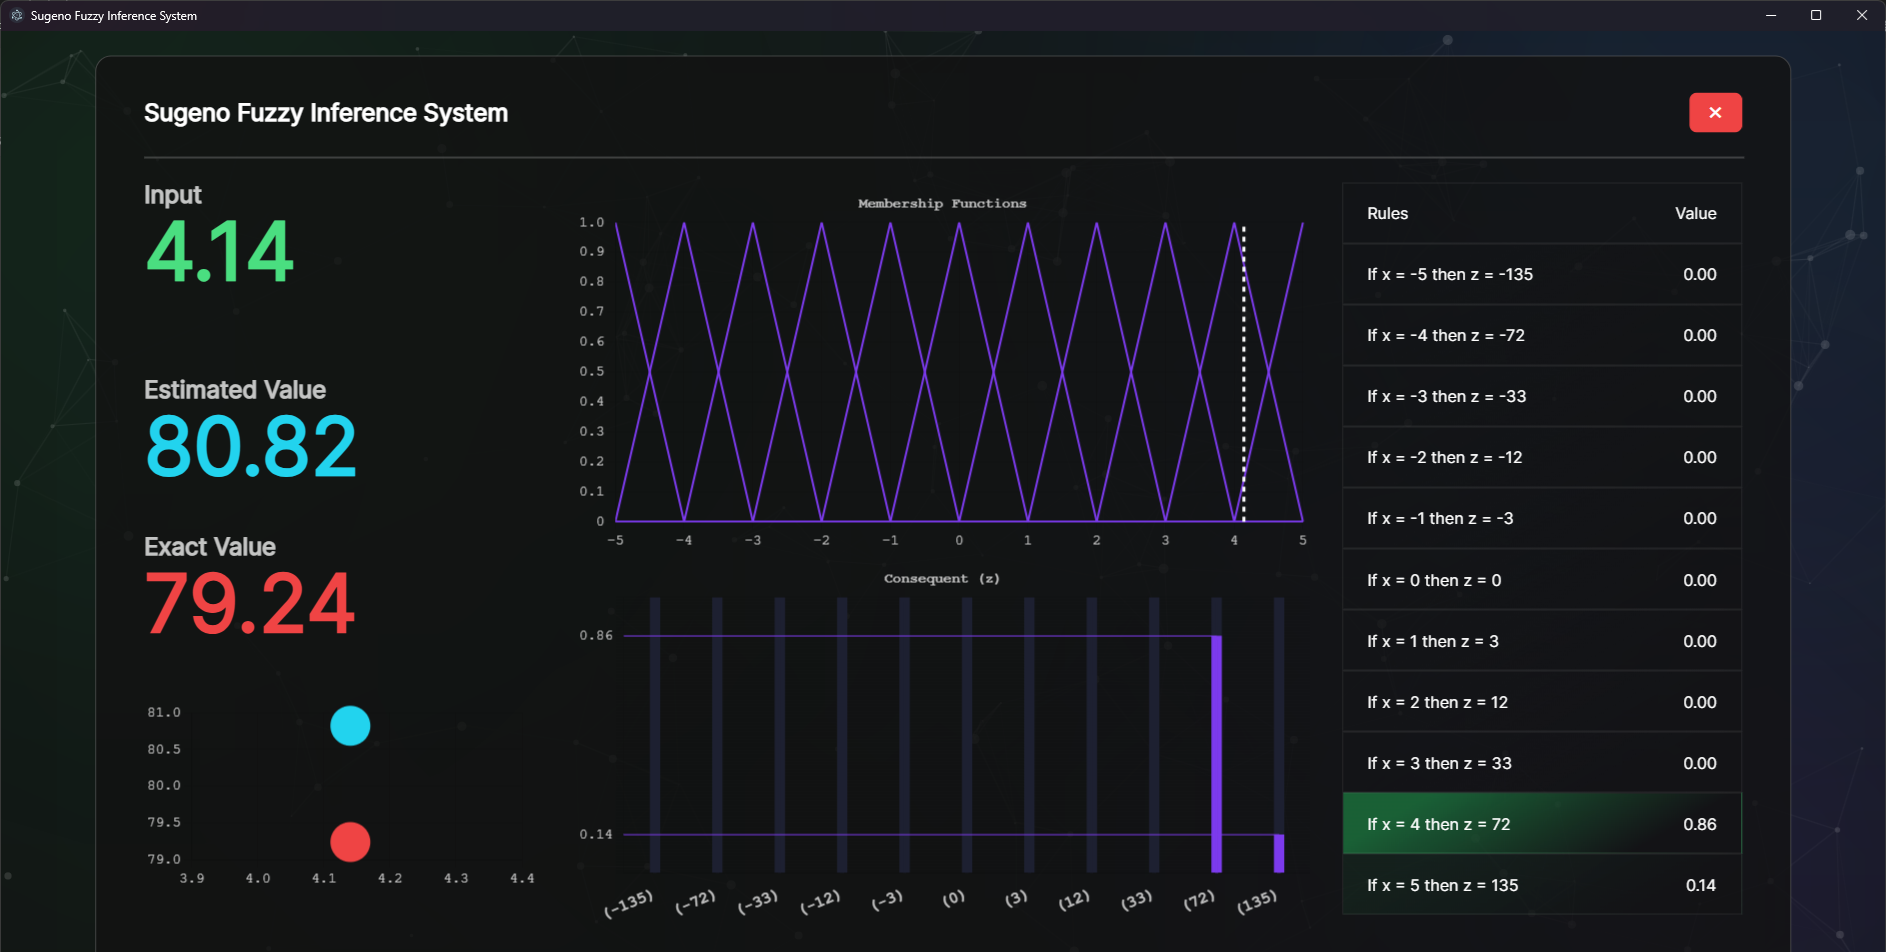 Sugeno Fuzzy Inference System
Sugeno Fuzzy Inference System
Input
4.14
Estimated Value
80.82
Exact Value
79.24
81.0
80.5
80.0
79.5
79.0
3.9 4.0 4.1 4.2 4.3 4.4
Membership Functions
1.0
0.9
0.8
0.7
0.6
0.5
0.4
0.3
0.2
0.1
0
-5 -4 -3 -2 -1 0 1 2 3 4 5
Consequent (z)
0.86
0.14
(-135) (-72) (-33) (-12) (-3) (0) (3) (12) (33) (72) (135)
Rules Value
If x = -5 then z = -135 0.00
If x = -4 then z = -72 0.00
If x = -3 then z = -33 0.00
If x = -2 then z = -12 0.00
If x = -1 then z = -3 0.00
If x = 0 then z = 0 0.00
If x = 1 then z = 3 0.00
If x = 2 then z = 12 0.00
If x = 3 then z = 33 0.00
If x = 4 then z = 72 0.86
If x = 5 then z = 135 0.14